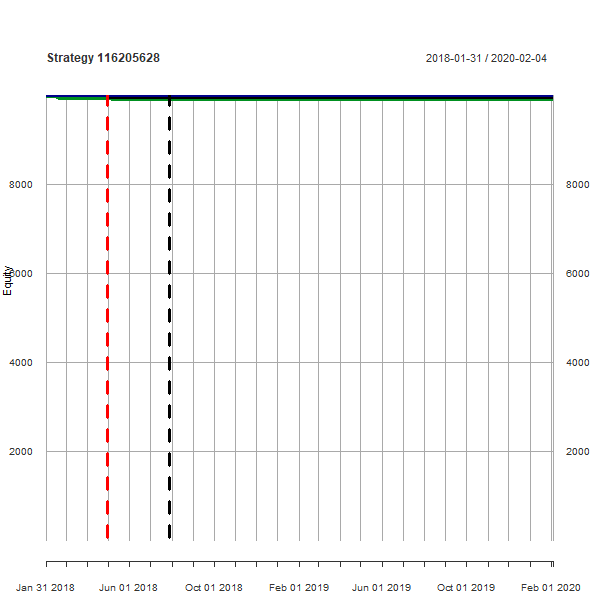 Strategy 116205628
2018-01-31 / 2020-02-04
8000
8000
Equity
6000
6000
4000
4000
2000
2000
Jan 31 2018
Jun 01 2018
Oct 01 2018
Feb 01 2019
Jun 01 2019
Oct 01 2019
Feb 01 2020